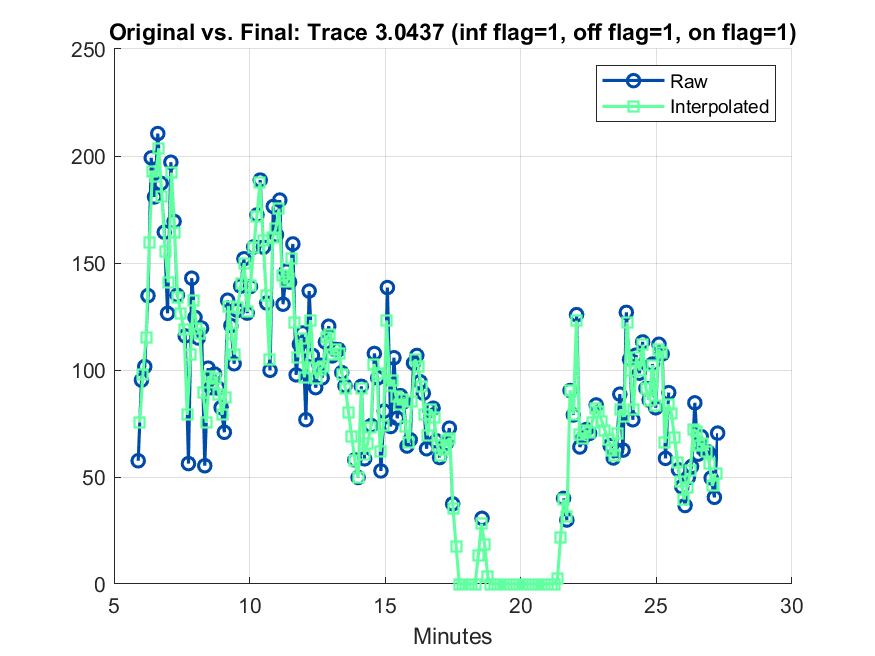 Original vs. Final: Trace 3.0437 (inf flag=1, off flag=1, on flag=1)
250
Raw
Interpolated
200
150
100
50
0
5 10 15 20 25 30
Minutes